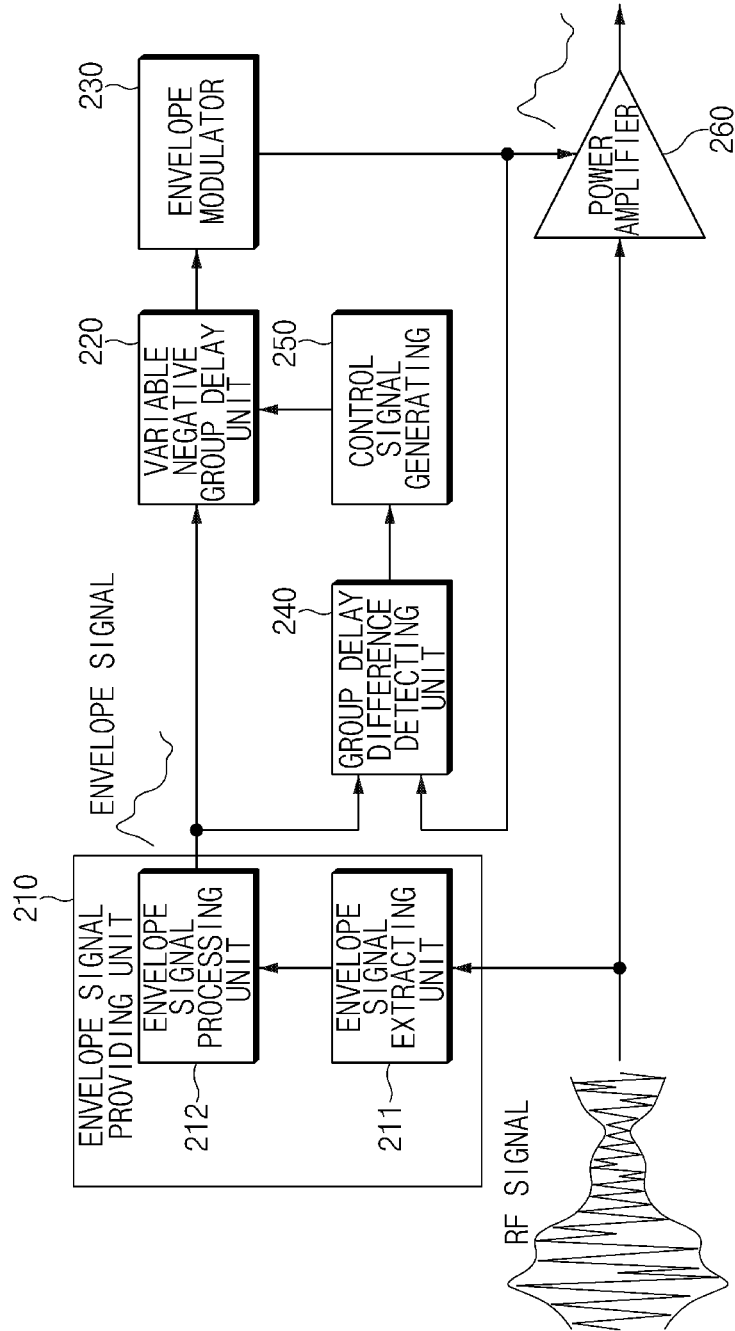 210
ENVELOPE SIGNAL
PROVIDING UNIT
ENVELOPE
SIGNAL
PROCESSING
UNIT
212
ENVELOPE
SIGNAL
EXTRACTING
UNIT
211
ENVELOPE SIGNAL
220
VARIABLE
NEGATIVE
GROUP DELAY
UNIT
230
ENVELOPE
MODULATOR
240
GROUP DELAY
DIFFERENCE
DETECTING
UNIT
250
CONTROL
SIGNAL
GENERATING
RF SIGNAL
POWER
AMPLIFIER
260